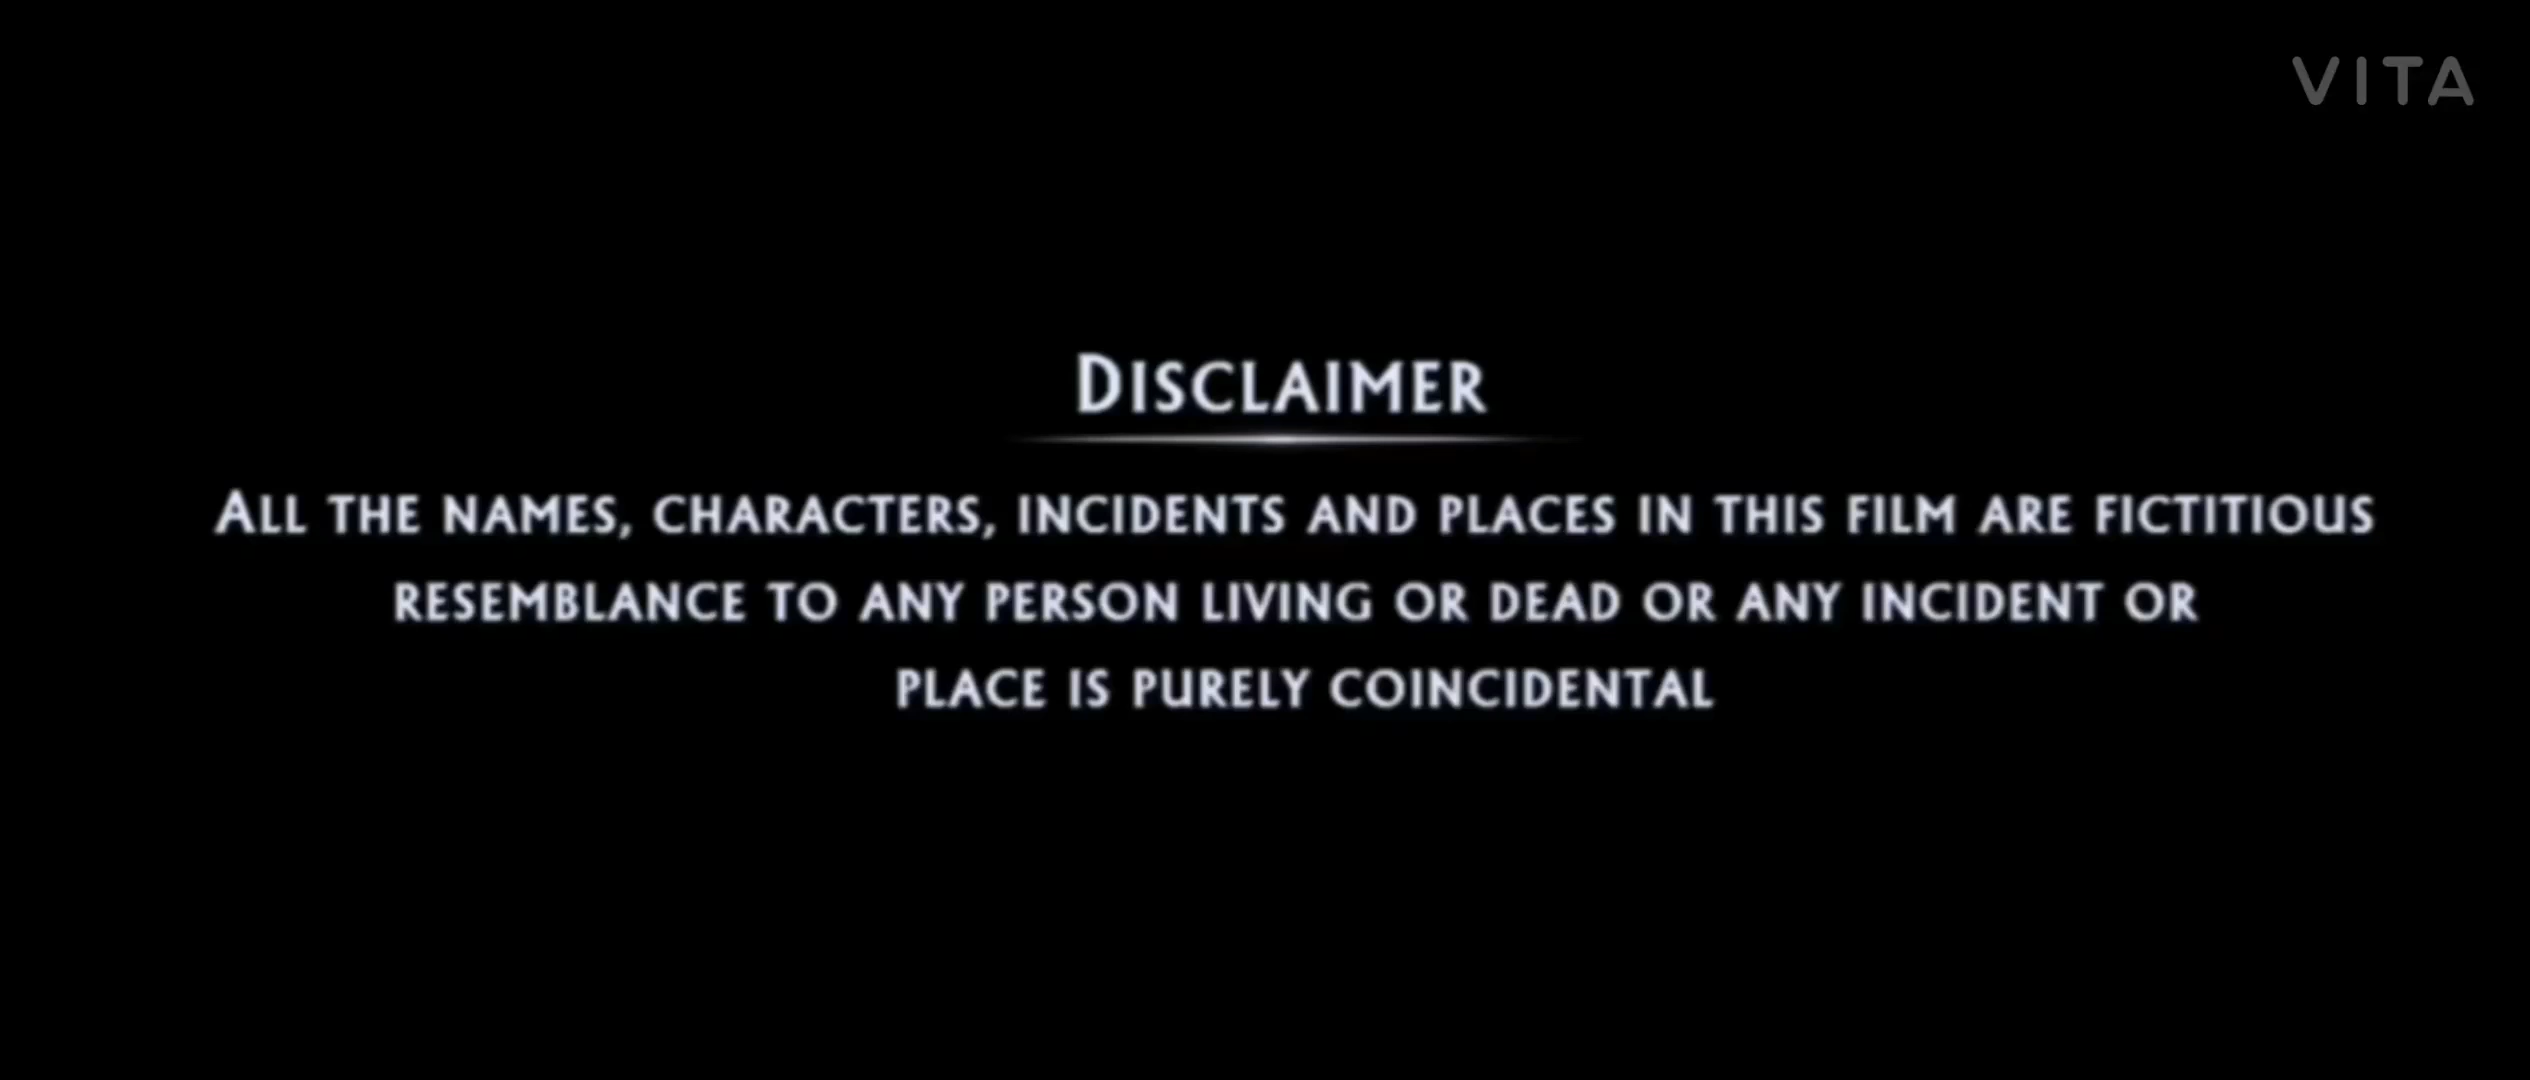 VITA
DISCLAIMER
ALL THE NAMES, CHARACTERS, INCIDENTS AND PLACES IN THIS FILM ARE FICTITIOUS
RESEMBLANCE TO ANY PERSON LIVING OR DEAD OR ANY INCIDENT OR
PLACE IS PURELY COINCIDENTAL